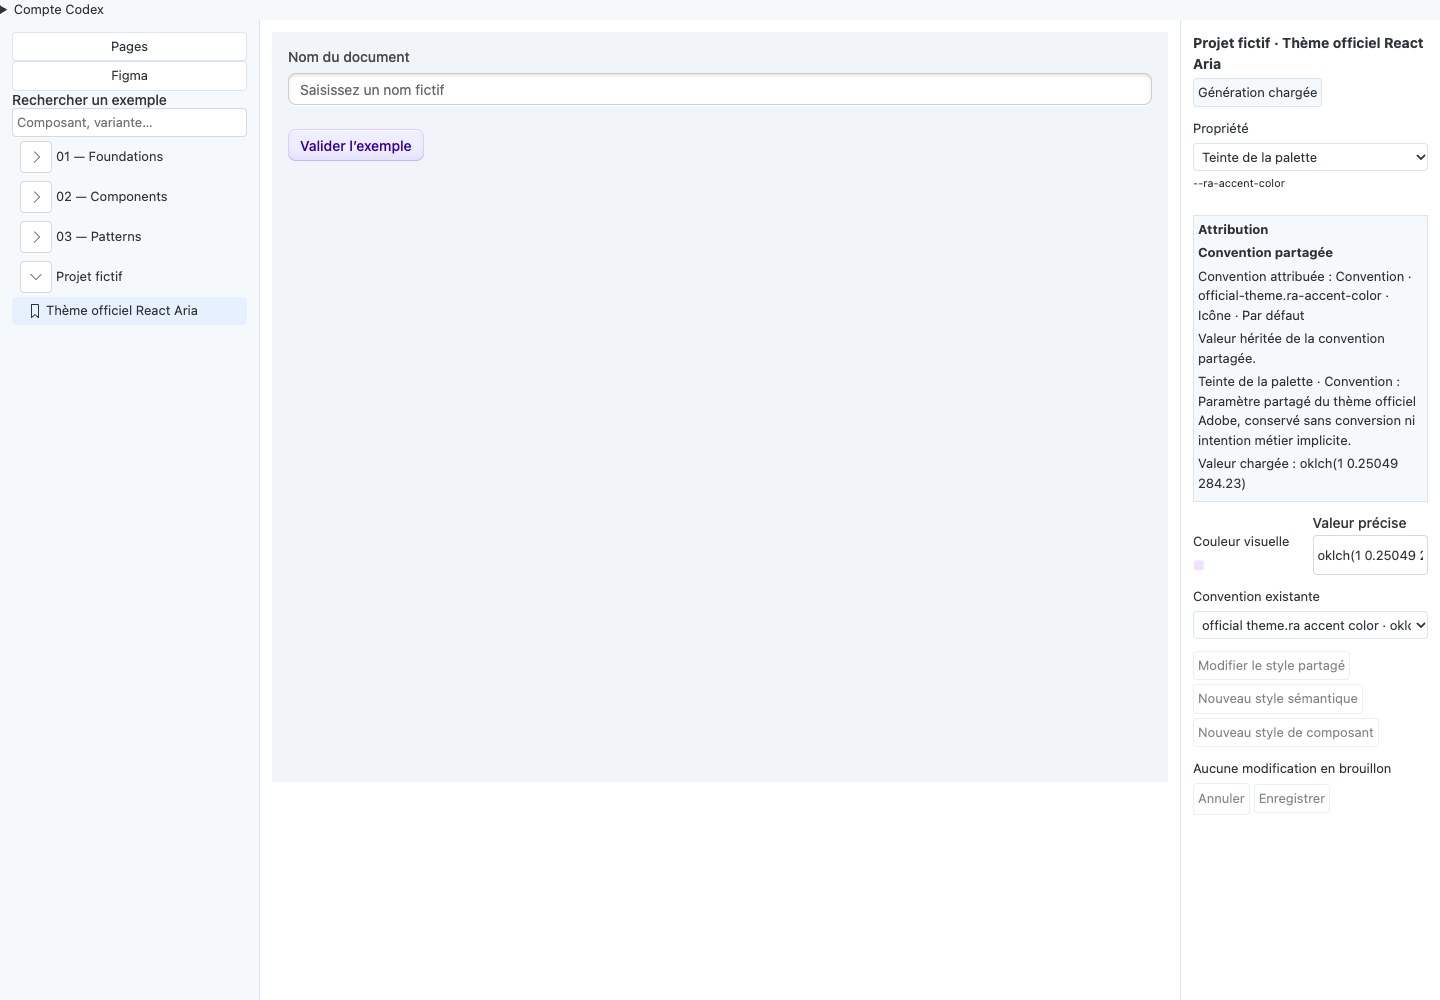 Compte Codex
Pages
Figma
Rechercher un exemple
Composant, variante...
01 — Foundations
02 — Components
03 — Patterns
Projet fictif
Thème officiel React Aria
Nom du document
Saisissez un nom fictif
Valider l’exemple
Projet fictif · Thème officiel React
Aria
Génération chargée
Propriété
Teinte de la palette
--ra-accent-color
Attribution
Convention partagée
Convention attribuée : Convention ·
official-theme.ra-accent-color ·
Icône · Par défaut
Valeur héritée de la convention
partagée.
Teinte de la palette · Convention :
Paramètre partagé du thème officiel
Adobe, conservé sans conversion ni
intention métier implicite.
Valeur chargée : oklch(1 0.25049
284.23)
Couleur visuelle
Valeur précise
oklch(1 0.25049
Convention existante
official theme.ra accent color ·
Modifier le style partagé
Nouveau style sémantique
Nouveau style de composant
Aucune modification en brouillon
Annuler
Enregistrer